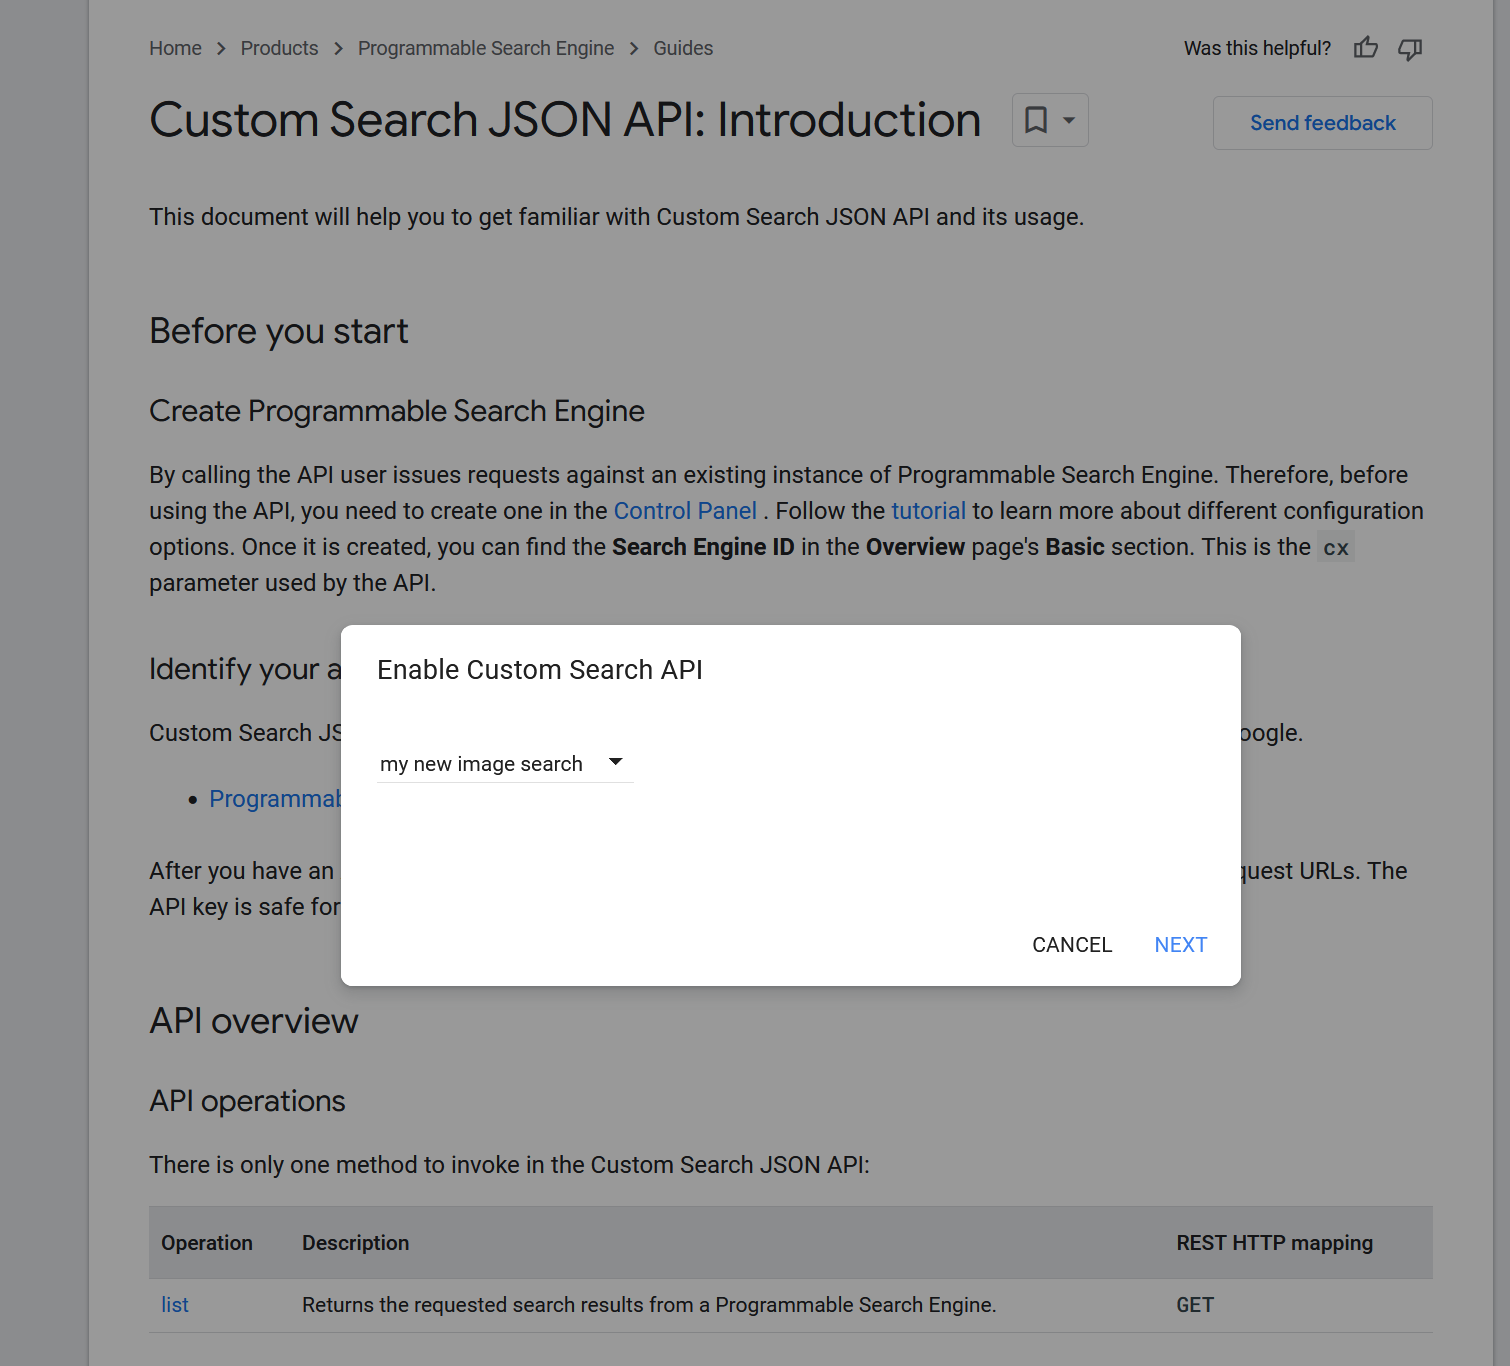 Home > Products > Programmable Search Engine > Guides
Was this helpful?
Custom Search JSON API: Introduction
Send feedback
This document will help you to get familiar with Custom Search JSON API and its usage.
Before you start
Create Programmable Search Engine
By calling the API user issues requests against an existing instance of Programmable Search Engine. Therefore, before
using the API, you need to create one in the Control Panel . Follow the tutorial to learn more about different configuration
options. Once it is created, you can find the Search Engine ID in the Overview page's Basic section. This is the cx
parameter used by the API.
Identify your a
Custom Search JS
oogle.
• Programmab
After you have an
quest URLs. The
API key is safe for
Enable Custom Search API
my new image search
CANCEL
NEXT
API overview
API operations
There is only one method to invoke in the Custom Search JSON API:
Operation Description REST HTTP mapping
list Returns the requested search results from a Programmable Search Engine. GET